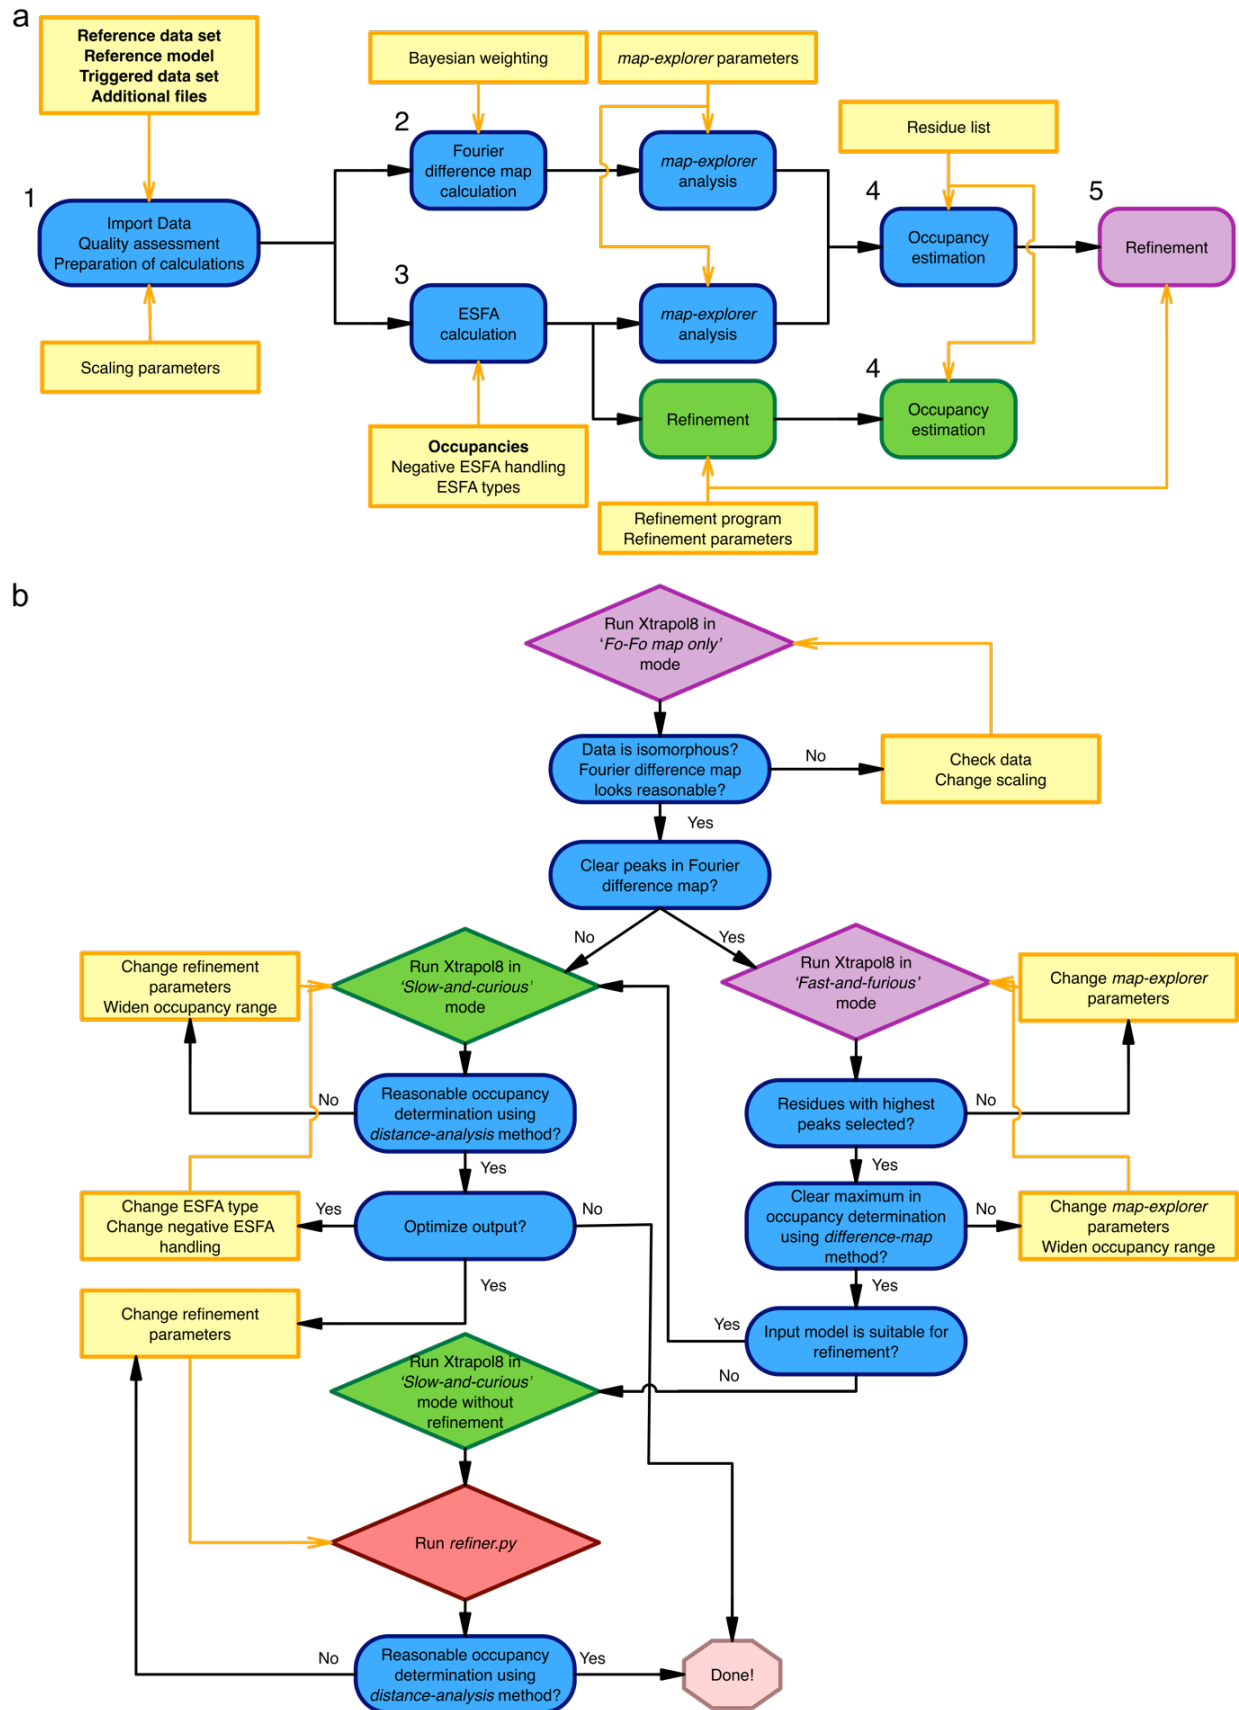 a
Reference data set
Reference model
Triggered data set
Additional files
Bayesian weighting
map-explorer parameters
Residue list
1
Import Data
Quality assessment
Preparation of calculations
2
Fourier
difference map
calculation
map-explorer
analysis
4
Occupancy
estimation
5
Refinement
3
ESFA
calculation
map-explorer
analysis
Scaling parameters
Refinement
4
Occupancy
estimation
Occupancies
Negative ESFA handling
ESFA types
Refinement program
Refinement parameters
b
Run Xtrapol8 in
'Fo-Fo map only'
mode
Data is isomorphous?
Fourier difference map
looks reasonable?
No
Check data
Change scaling
Yes
Clear peaks in Fourier
difference map?
No
Yes
Change refinement
parameters
Widen occupancy range
Run Xtrapol8 in
'Slow-and-curious'
mode
Run Xtrapol8 in
'Fast-and-furious'
mode
Change map-explorer
parameters
No
Reasonable occupancy
determination using
distance-analysis method?
Residues with highest
peaks selected?
No
Yes
Yes
Change ESFA type
Change negative ESFA
handling
Yes
Optimize output?
No
Clear maximum in
occupancy determination
using difference-map
method?
No
Change map-explorer
parameters
Widen occupancy range
Yes
Yes
Change refinement
parameters
Yes
Input model is suitable for
refinement?
Run Xtrapol8 in
'Slow-and-curious'
mode without
refinement
No
Run refiner.py
No
Reasonable occupancy
determination using
distance-analysis method?
Yes
Done!